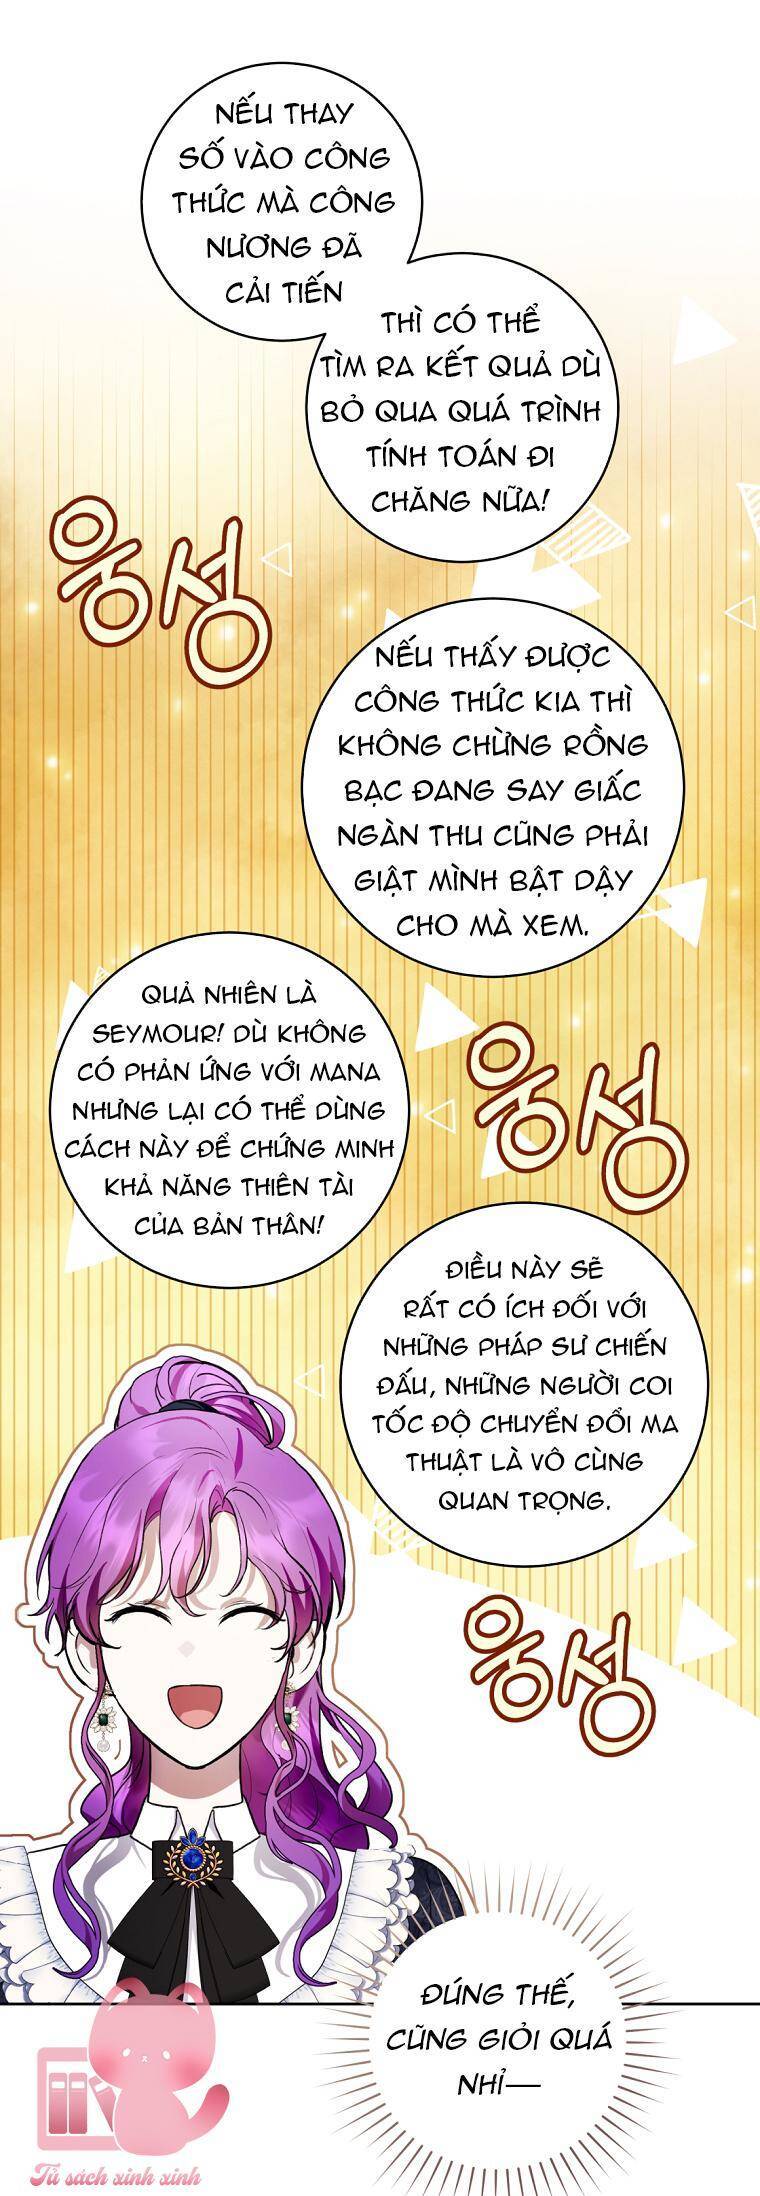 NẾU THAY
SỐ VÀO CÔNG
THỨC MÀ CÔNG
NƯƠNG ĐÃ
CẢI TIẾN
THÌ CÓ THỂ
TÌM RA KẾT QUẢ DÙ
BỎ QUA QUÁ TRÌNH
TÍNH TOÁN ĐI
CHĂNG NỮA!
웅성
NẾU THẤY ĐƯỢC
CÔNG THỨC KIA THÌ
KHÔNG CHỪNG RỒNG
BẠC ĐANG SAY GIẤC
NGÀN THU CŨNG PHẢI
GIẬT MÌNH BẬT DẬY
CHO MÀ XEM.
QUẢ NHIÊN LÀ
SEYMOUR! DÙ KHÔNG
CÓ PHẢN ỨNG VỚI MANA
NHƯNG LẠI CÓ THỂ DÙNG
CÁCH NÀY ĐỂ CHỨNG MINH
KHẢ NĂNG THIÊN TÀI
CỦA BẢN THÂN!
웅성
ĐIỀU NÀY SẼ
RẤT CÓ ÍCH ĐỐI VỚI
NHỮNG PHÁP SƯ CHIẾN
ĐẤU, NHỮNG NGƯỜI COI
TỐC ĐỘ CHUYỂN ĐỔI MA
THUẬT LÀ VÔ CÙNG
QUAN TRỌNG.
웅성
ĐÚNG THẾ,
CŨNG GIỎI QUÁ
NHỈ—
Tủ sách xinh xinh